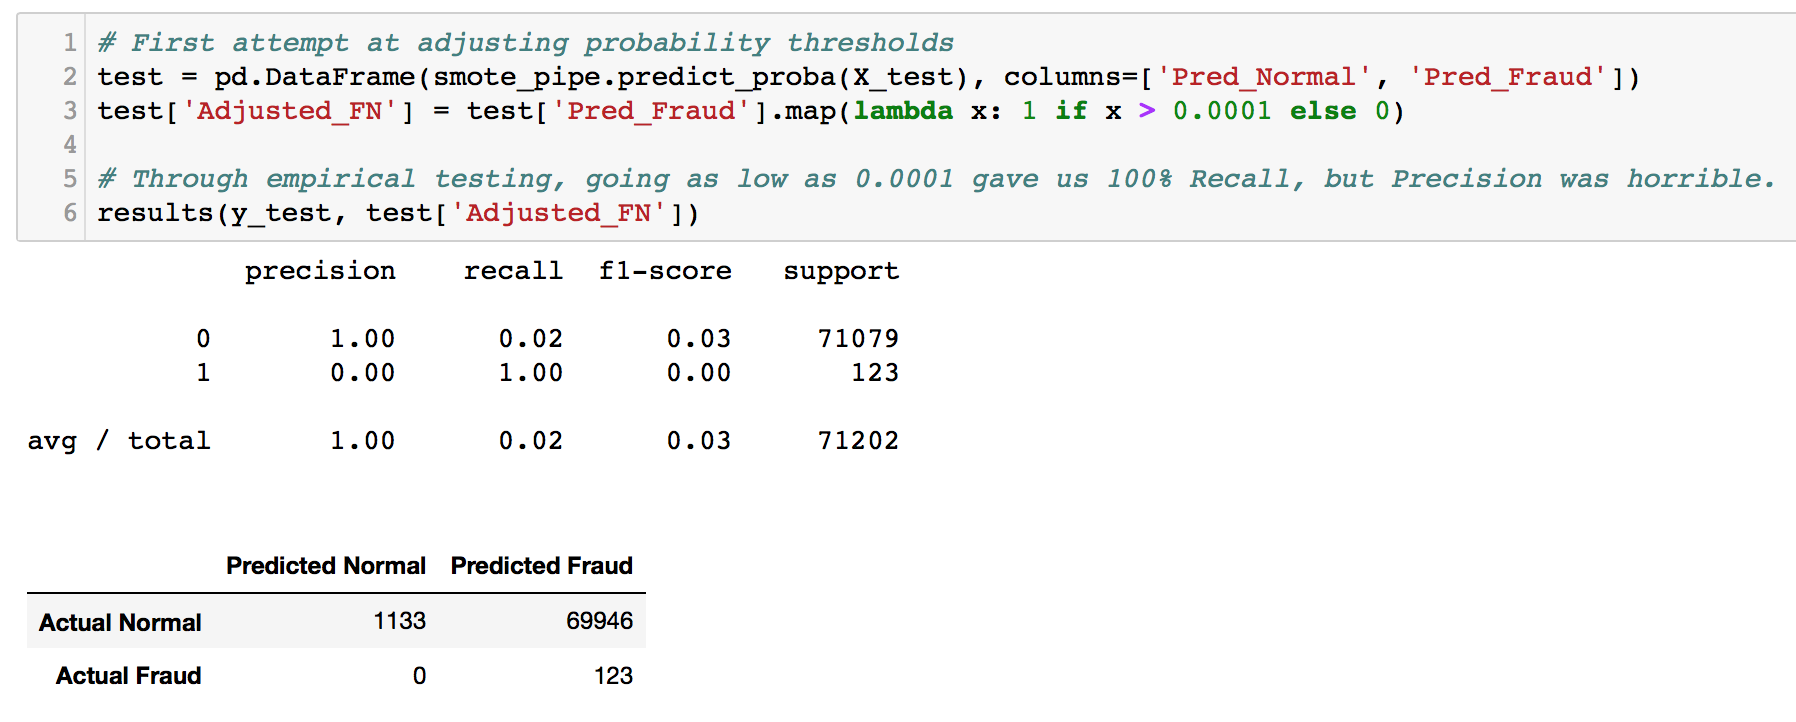 1 # First attempt at adjusting probability thresholds
2 test = pd.DataFrame(smote_pipe.predict_proba(X_test), columns=['Pred_Normal', 'Pred_Fraud'])
3 test['Adjusted_FN'] = test['Pred_Fraud'].map(lambda x: 1 if x > 0.0001 else 0)
4
5 # Through empirical testing, going as low as 0.0001 gave us 100% Recall, but Precision was horrible.
6 results(y_test, test['Adjusted_FN'])
precision recall f1-score support
0 1.00 0.02 0.03 71079
1 0.00 1.00 0.00 123
avg / total 1.00 0.02 0.03 71202
Predicted Normal Predicted Fraud
Actual Normal 1133 69946
Actual Fraud 0 123